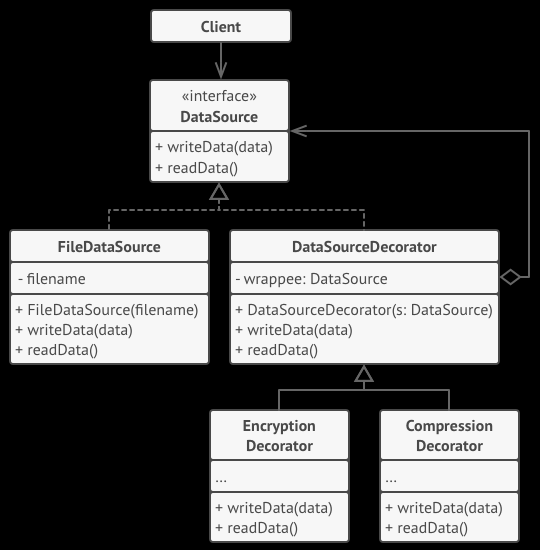 Client
«interface»
DataSource
+ writeData(data)
+ readData()
FileDataSource
- filename
+ FileDataSource(filename)
+ writeData(data)
+ readData()
DataSourceDecorator
- wrappee: DataSource
+ DataSourceDecorator(s: DataSource)
+ writeData(data)
+ readData()
Encryption
Decorator
...
+ writeData(data)
+ readData()
Compression
Decorator
...
+ writeData(data)
+ readData()